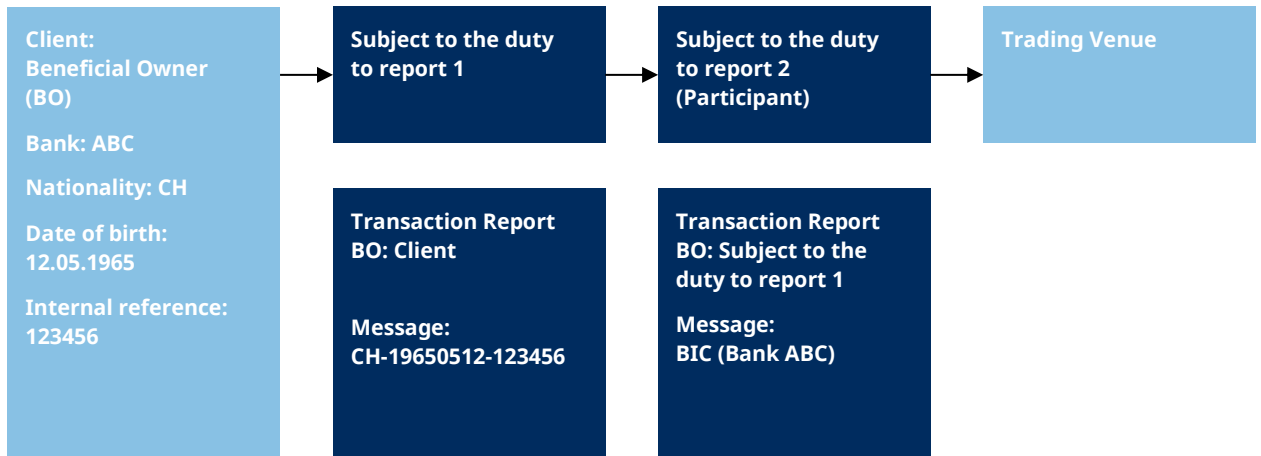 Client:
Beneficial Owner
(BO)
Bank: ABC
Nationality: CH
Date of birth:
12.05.1965
Internal reference:
123456
Subject to the duty
to report 1
Subject to the duty
to report 2
(Participant)
Trading Venue
Transaction Report
BO: Client
Message:
CH-19650512-123456
Transaction Report
BO: Subject to the
duty to report 1
Message:
BIC (Bank ABC)